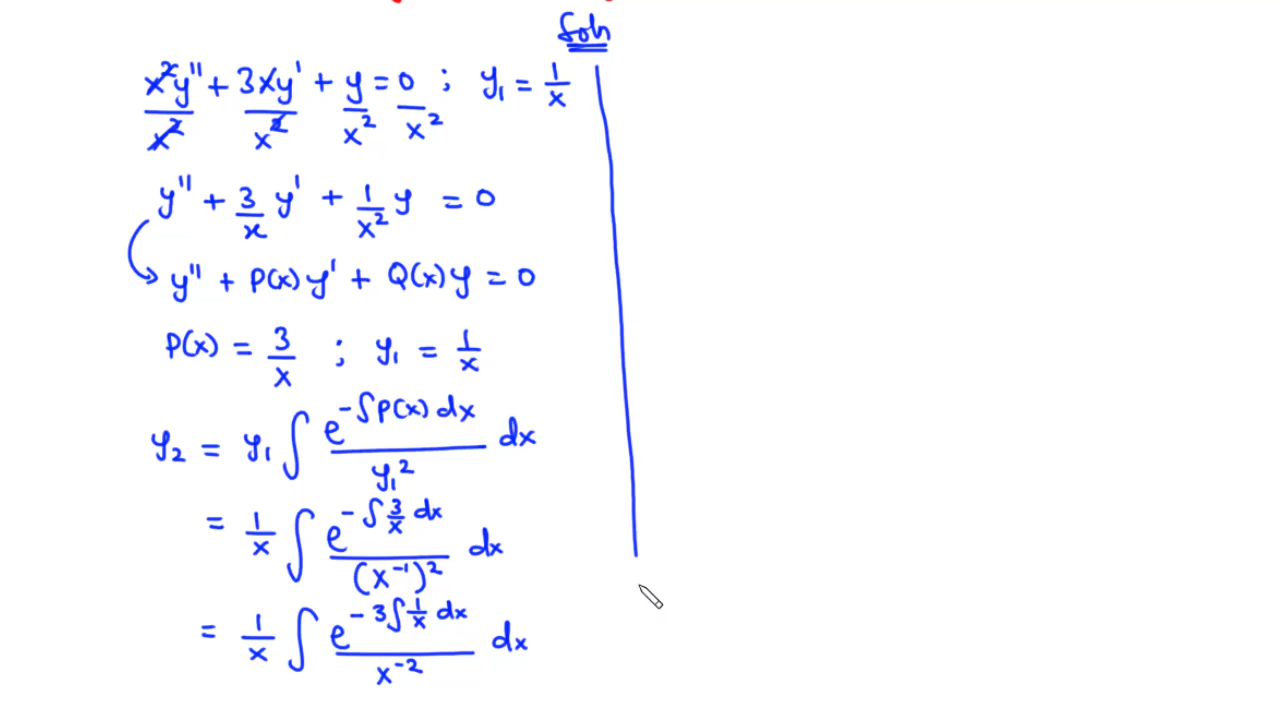 Soln
x²y''/x² + 3xy'/x² + y/x² = 0/x² ; y₁ = 1/x
y'' + 3/x y' + 1/x² y = 0
y'' + P(x)y' + Q(x)y = 0
P(x) = 3/x ; y₁ = 1/x
y₂ = y₁ ∫ e^(-∫P(x)dx) / y₁² dx
= 1/x ∫ e^(-∫3/x dx) / (x⁻¹)² dx
= 1/x ∫ e^(-3∫1/x dx) / x⁻² dx